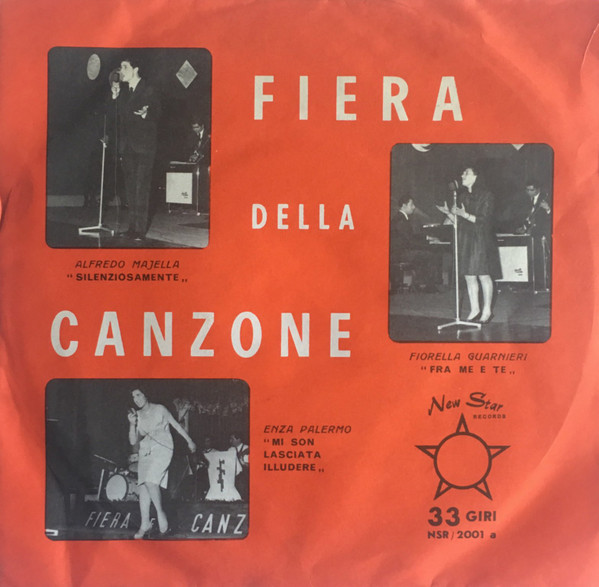 FIERA
DELLA
CANZONE
ALFREDO MAJELLA
"SILENZIOSAMENTE„
FIORELLA GUARNIERI
"FRA ME E TE„
ENZA PALERMO
"MI SON
LASCIATA
ILLUDERE„
FIERA CANZ
New Star
RECORDS
33 GIRI
NSR/2001 a